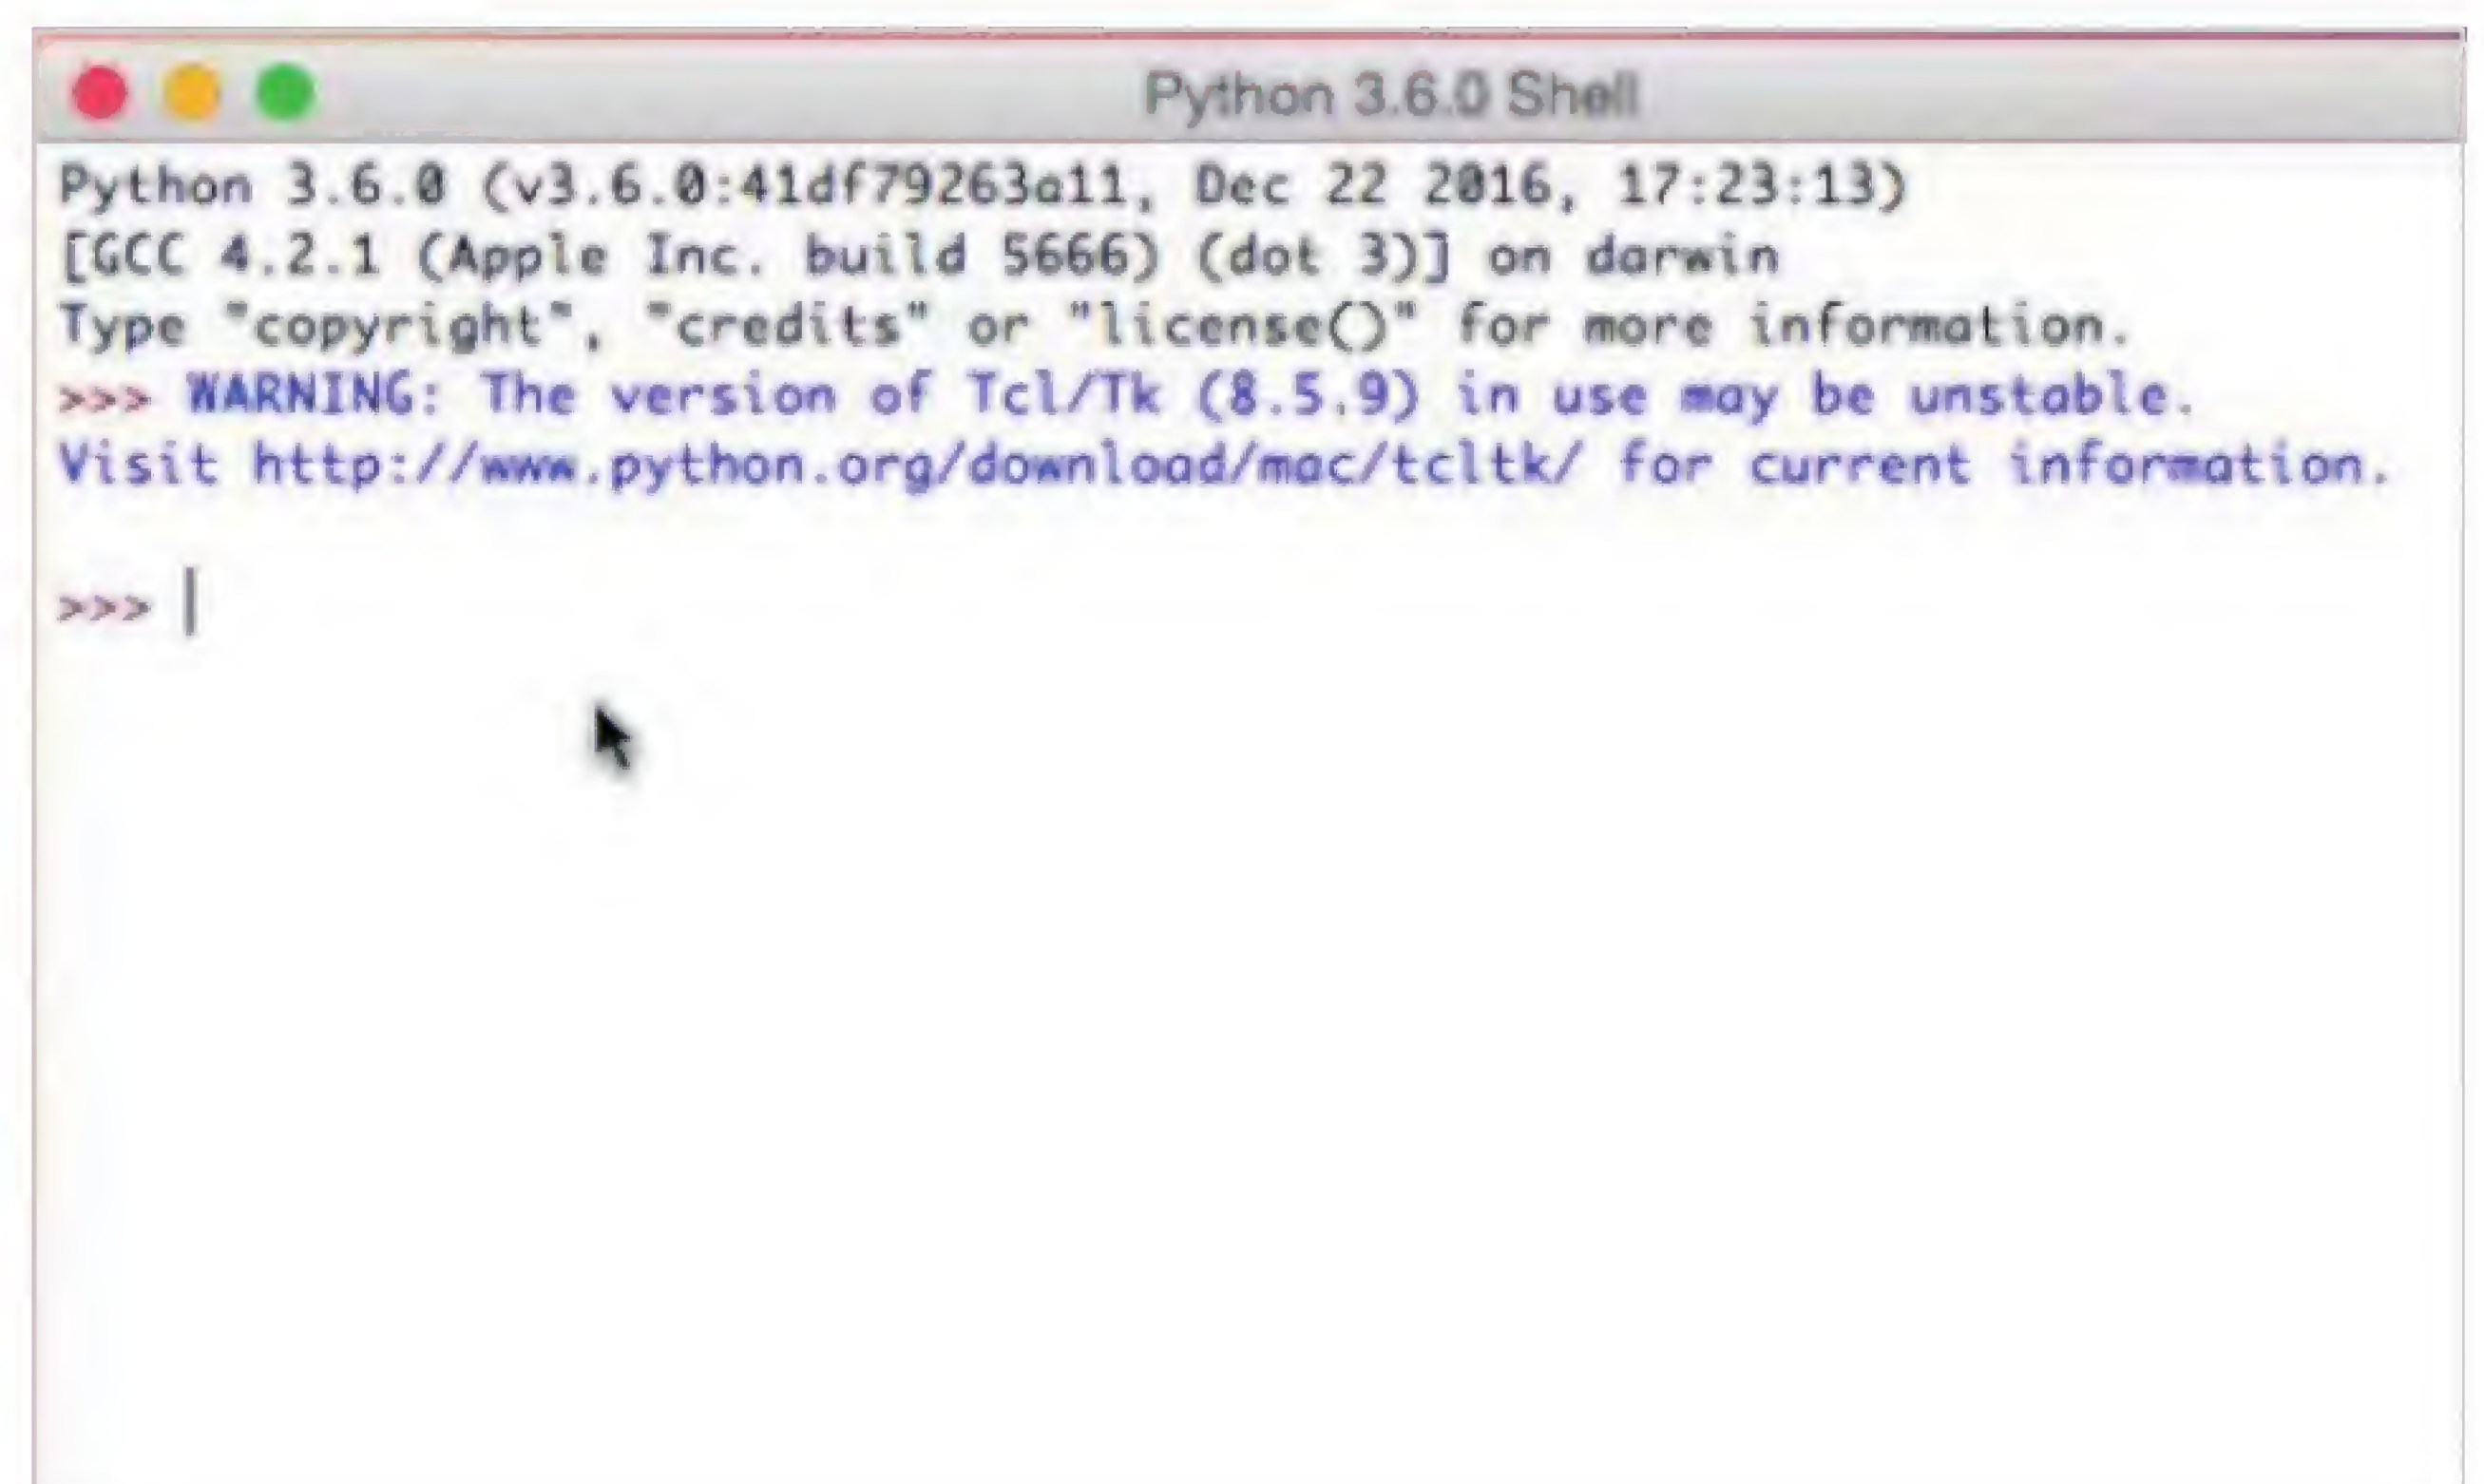 Python 3.6.0 Shell
Python 3.6.0 (v3.6.0:41df79263a11, Dec 22 2016, 17:23:13)
[GCC 4.2.1 (Apple Inc. build 5666) (dot 3)] on darwin
Type "copyright", "credits" or "license()" for more information.
>>> WARNING: The version of Tcl/Tk (8.5.9) in use may be unstable.
Visit http://www.python.org/download/mac/tcltk/ for current information.
>>>